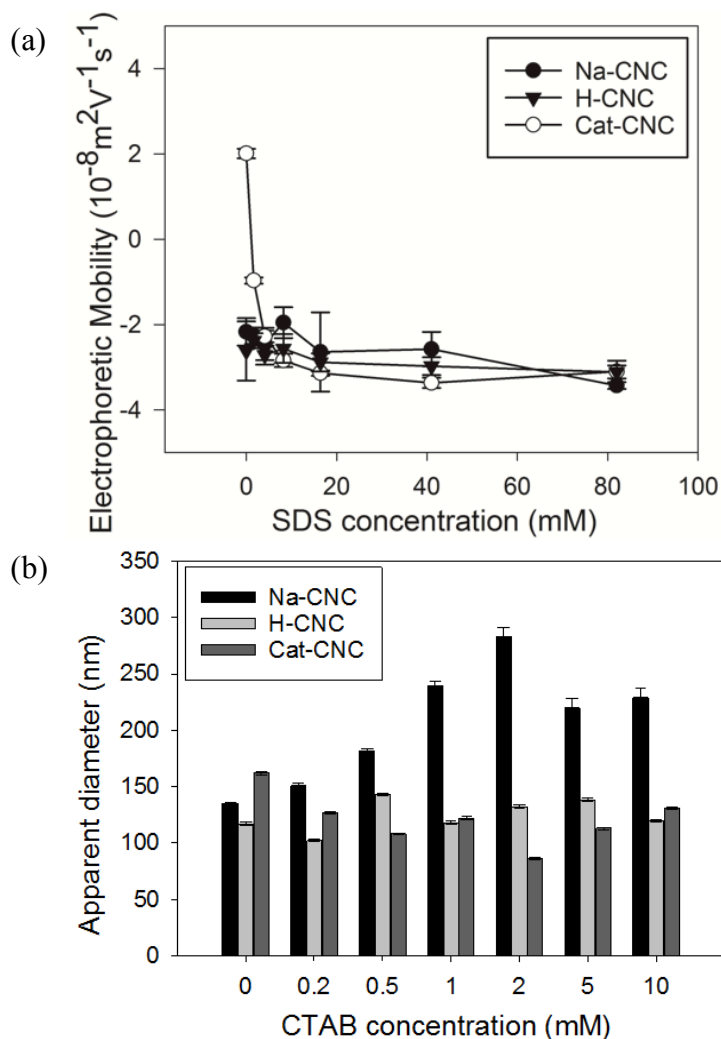 (a)
Electrophoretic Mobility (10⁻⁸m²V⁻¹s⁻¹)
4
2
0
-2
-4
Na-CNC
H-CNC
Cat-CNC
0 20 40 60 80 100
SDS concentration (mM)
(b)
Apparent diameter (nm)
350
300
250
200
150
100
50
0
Na-CNC
H-CNC
Cat-CNC
0 0.2 0.5 1 2 5 10
CTAB concentration (mM)